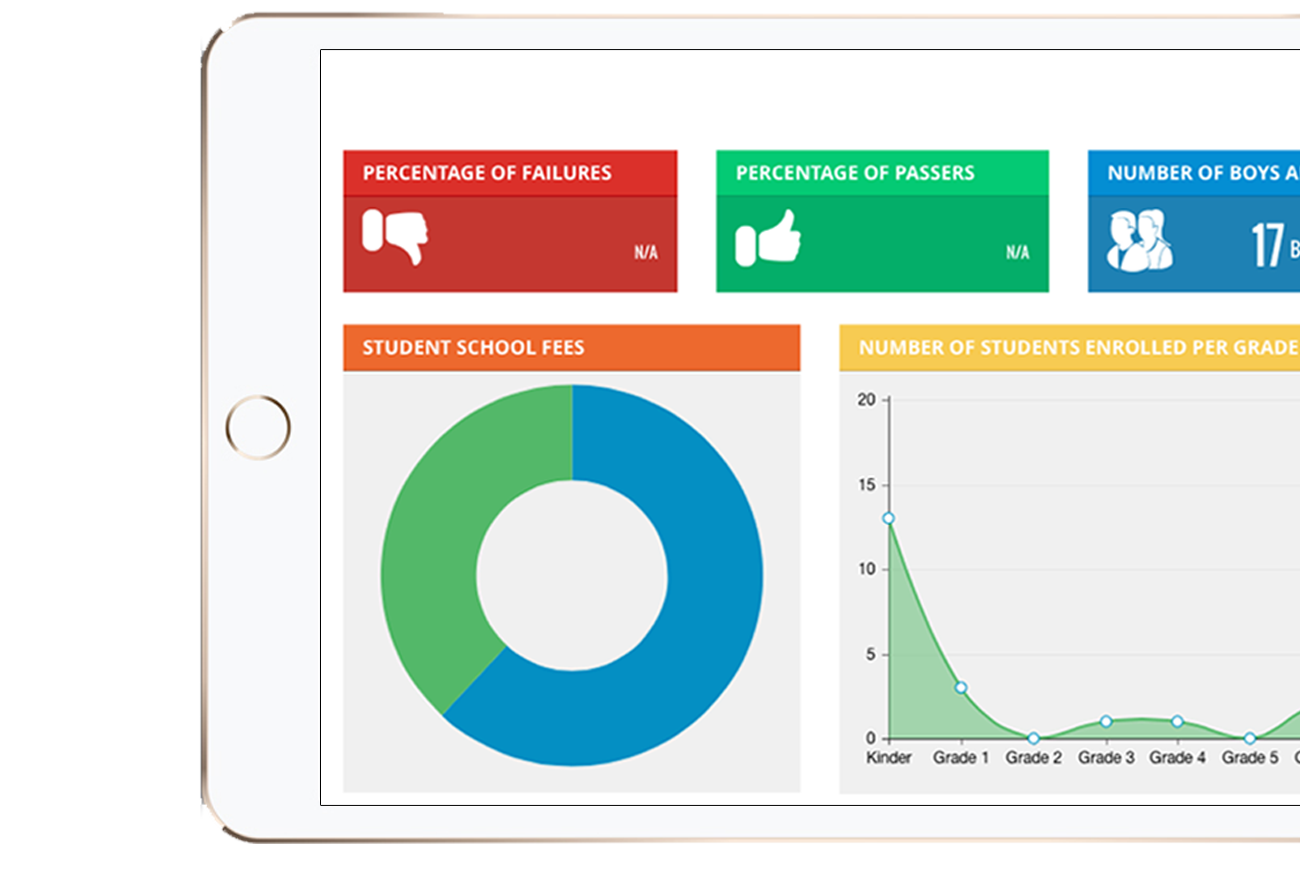 PERCENTAGE OF FAILURES
N/A
PERCENTAGE OF PASSERS
N/A
NUMBER OF BOYS A
17 B
STUDENT SCHOOL FEES
NUMBER OF STUDENTS ENROLLED PER GRADE
20
15
10
5
0
Kinder Grade 1 Grade 2 Grade 3 Grade 4 Grade 5